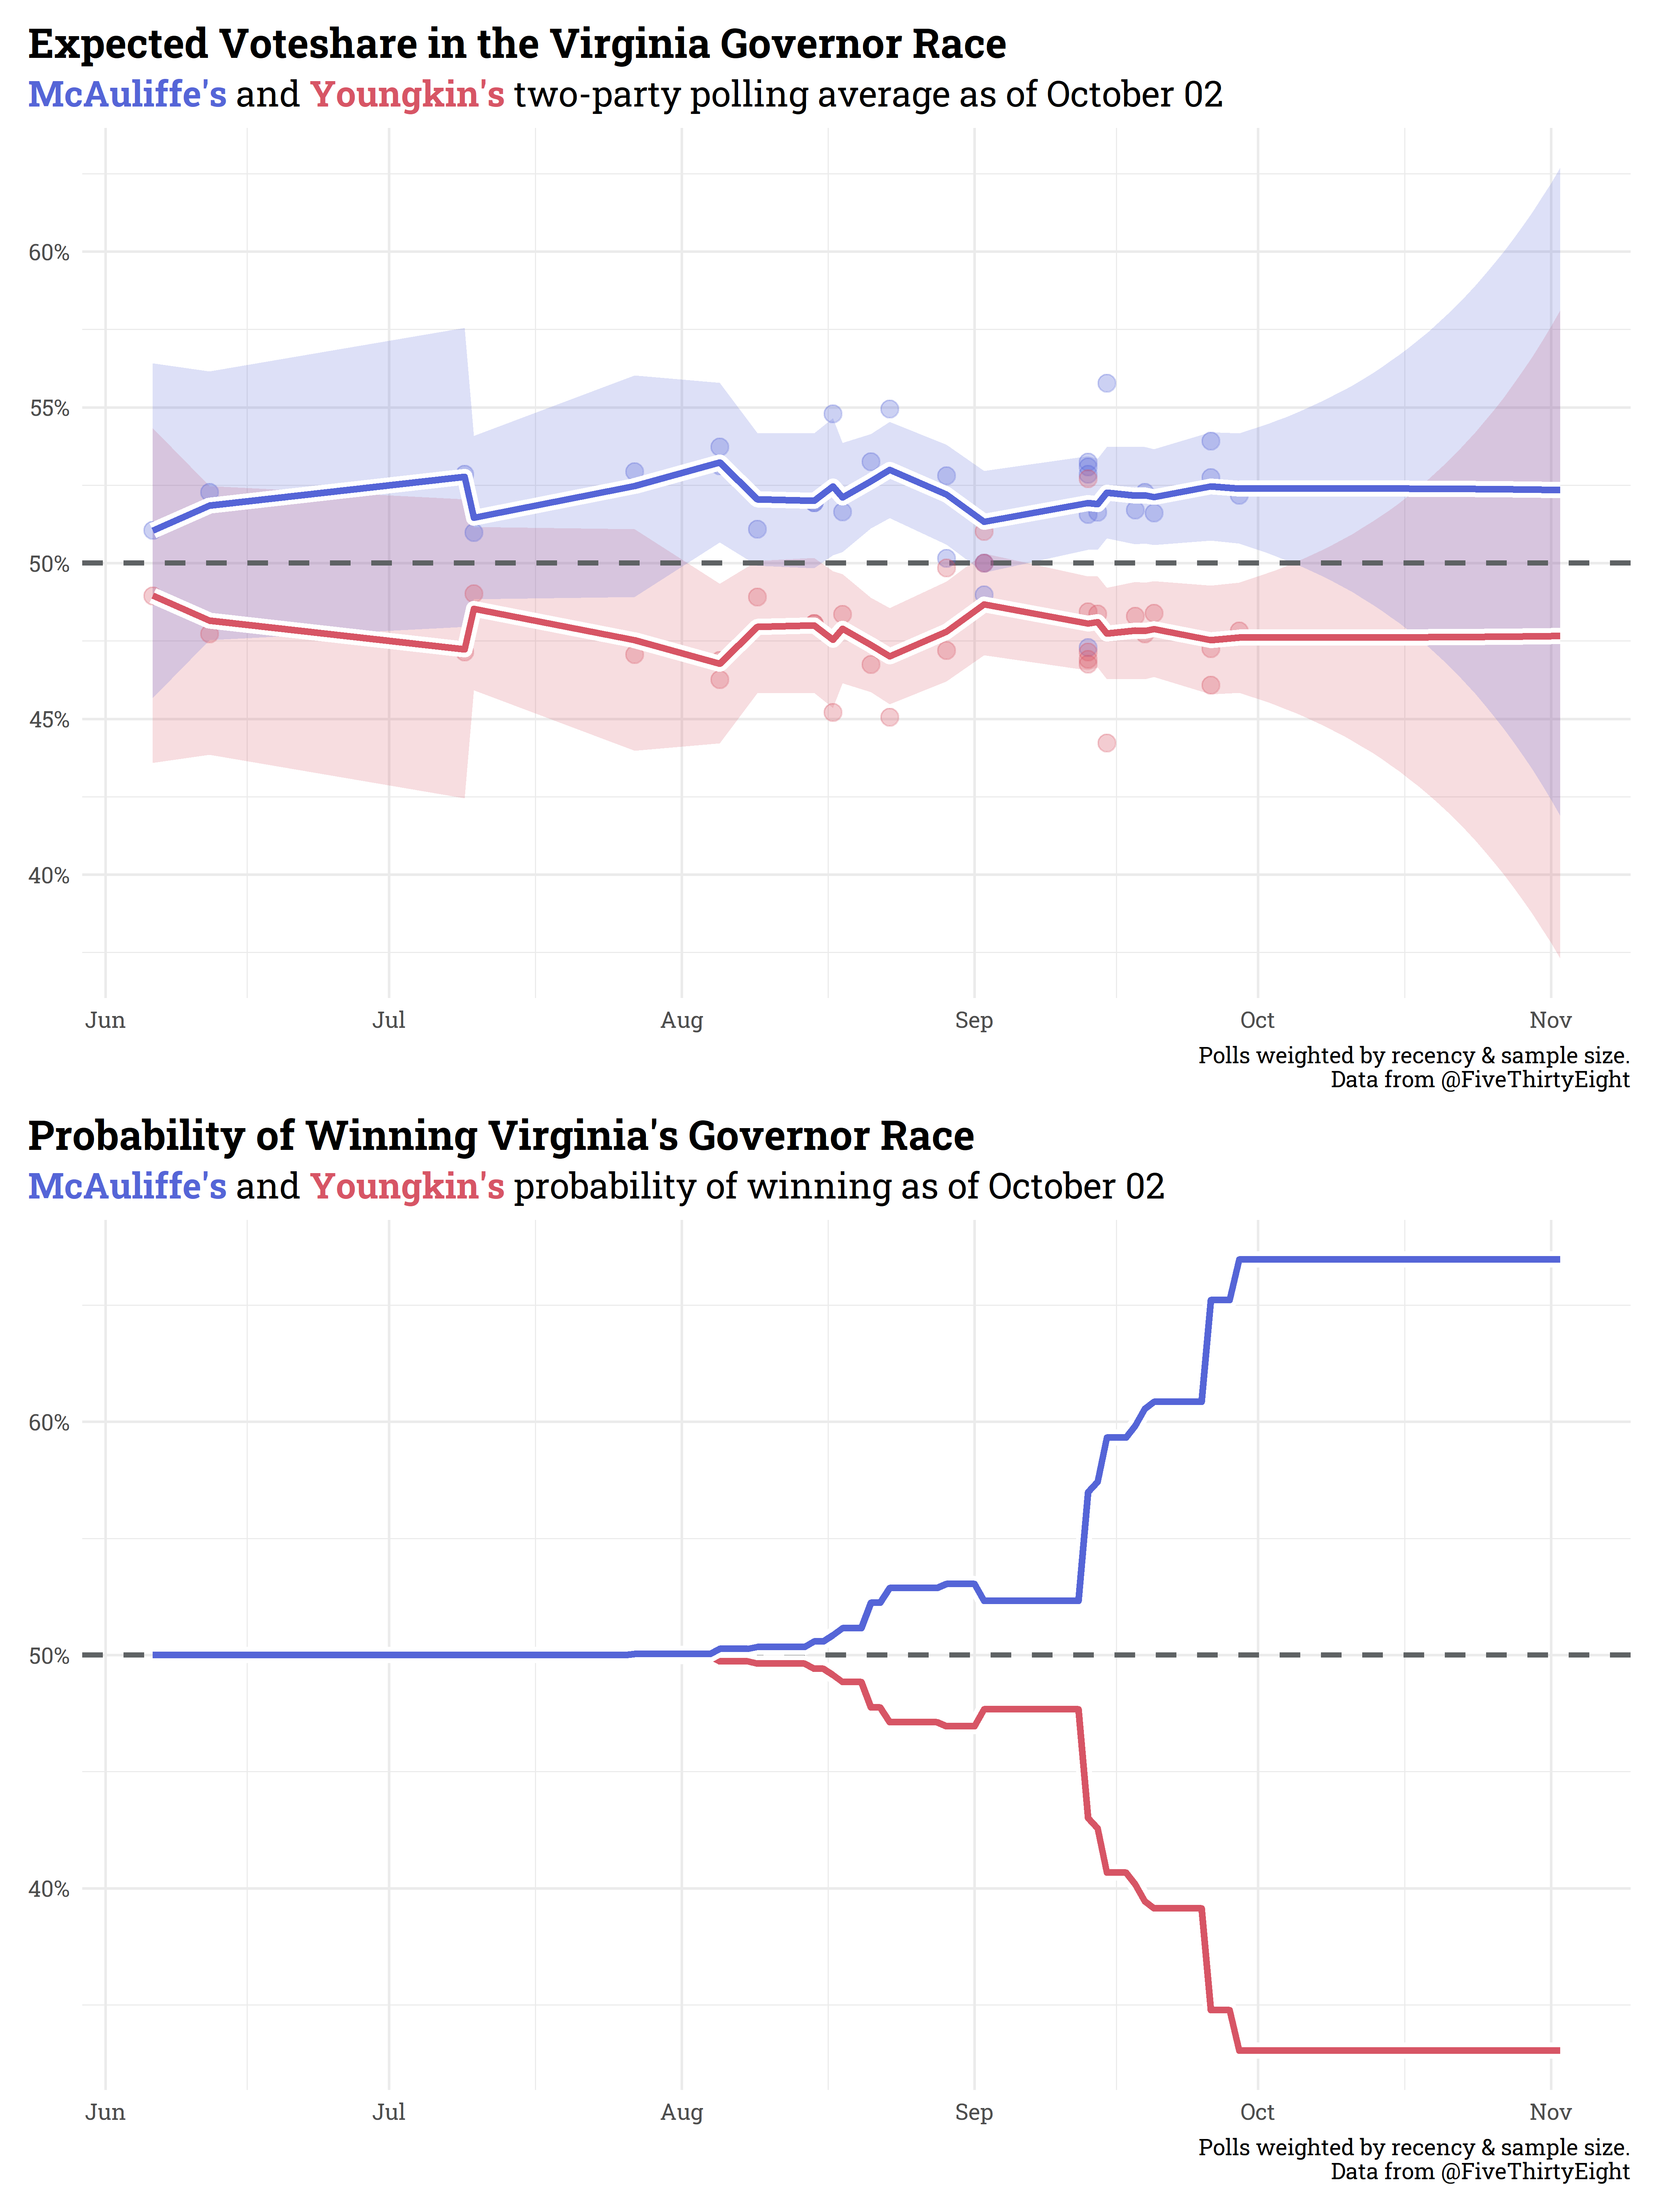 Expected Voteshare in the Virginia Governor Race
McAuliffe's and Youngkin's two-party polling average as of October 02
60%
55%
50%
45%
40%
Jun Jul Aug Sep Oct Nov
Polls weighted by recency & sample size.
Data from @FiveThirtyEight
Probability of Winning Virginia's Governor Race
McAuliffe's and Youngkin's probability of winning as of October 02
60%
50%
40%
Jun Jul Aug Sep Oct Nov
Polls weighted by recency & sample size.
Data from @FiveThirtyEight